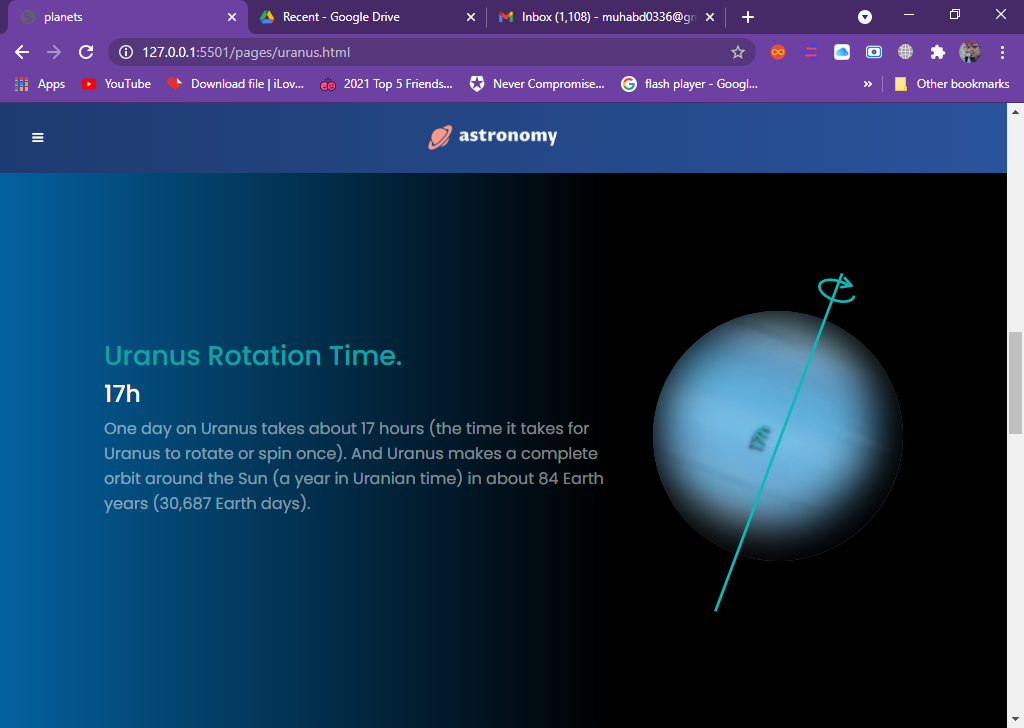 planets
Recent - Google Drive
Inbox (1,108) - muhabd0336@gn
127.0.0.1:5501/pages/uranus.html
Apps
YouTube
Download file | iLov...
2021 Top 5 Friends...
Never Compromise...
flash player - Googl...
»
Other bookmarks
astronomy
Uranus Rotation Time.
17h
One day on Uranus takes about 17 hours (the time it takes for
Uranus to rotate or spin once). And Uranus makes a complete
orbit around the Sun (a year in Uranian time) in about 84 Earth
years (30,687 Earth days).
17h